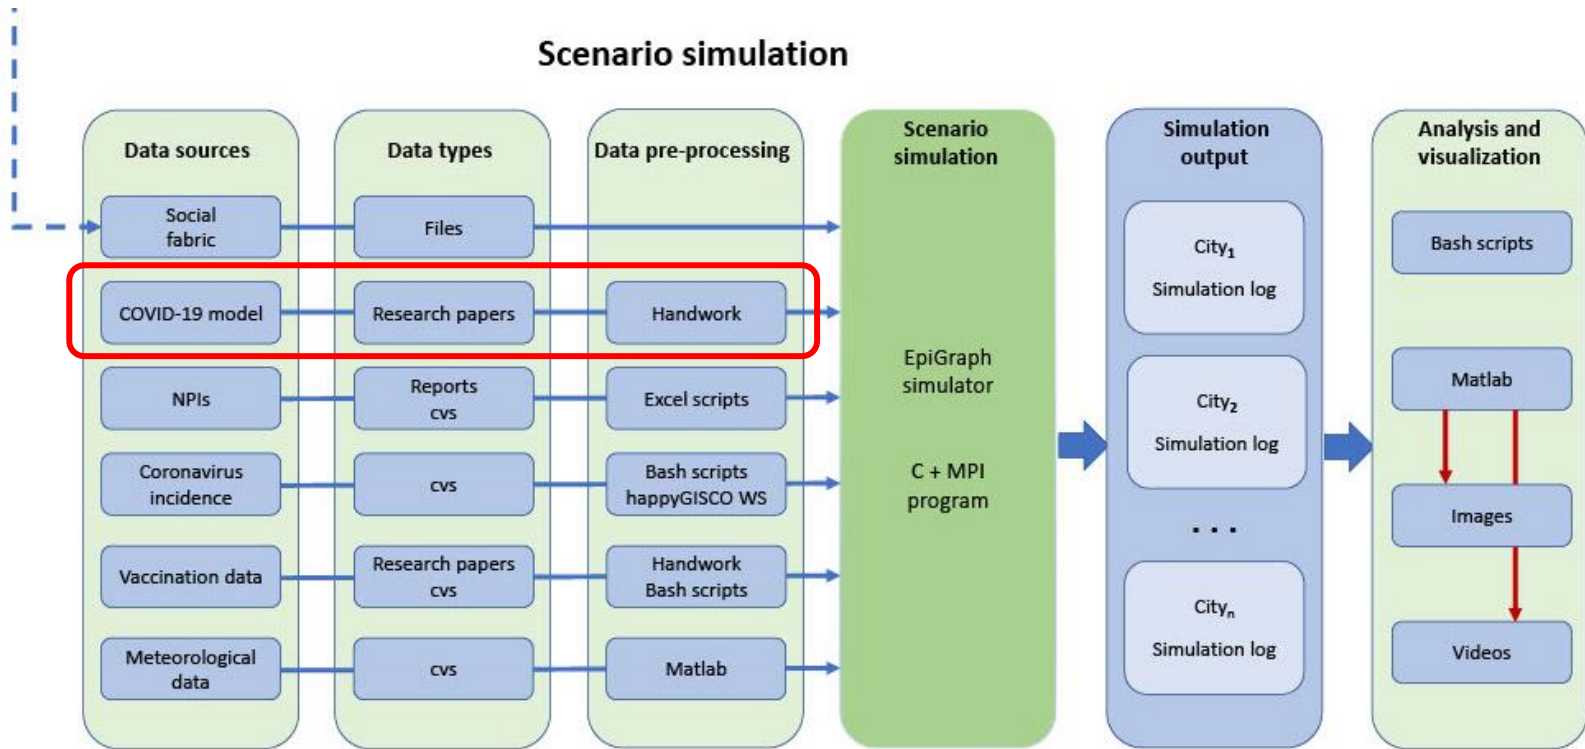 Scenario simulation
Data sources
Social
fabric
COVID-19 model
NPIs
Coronavirus
incidence
Vaccination data
Meteorological
data
Data types
Files
Research papers
Reports
cvs
cvs
Research papers
cvs
cvs
Data pre-processing
Handwork
Excel scripts
Bash scripts
happyGISCO WS
Handwork
Bash scripts
Matlab
Scenario
simulation
EpiGraph
simulator
C + MPI
program
Simulation
output
City1
Simulation log
City2
Simulation log
...
Cityn
Simulation log
Analysis and
visualization
Bash scripts
Matlab
Images
Videos